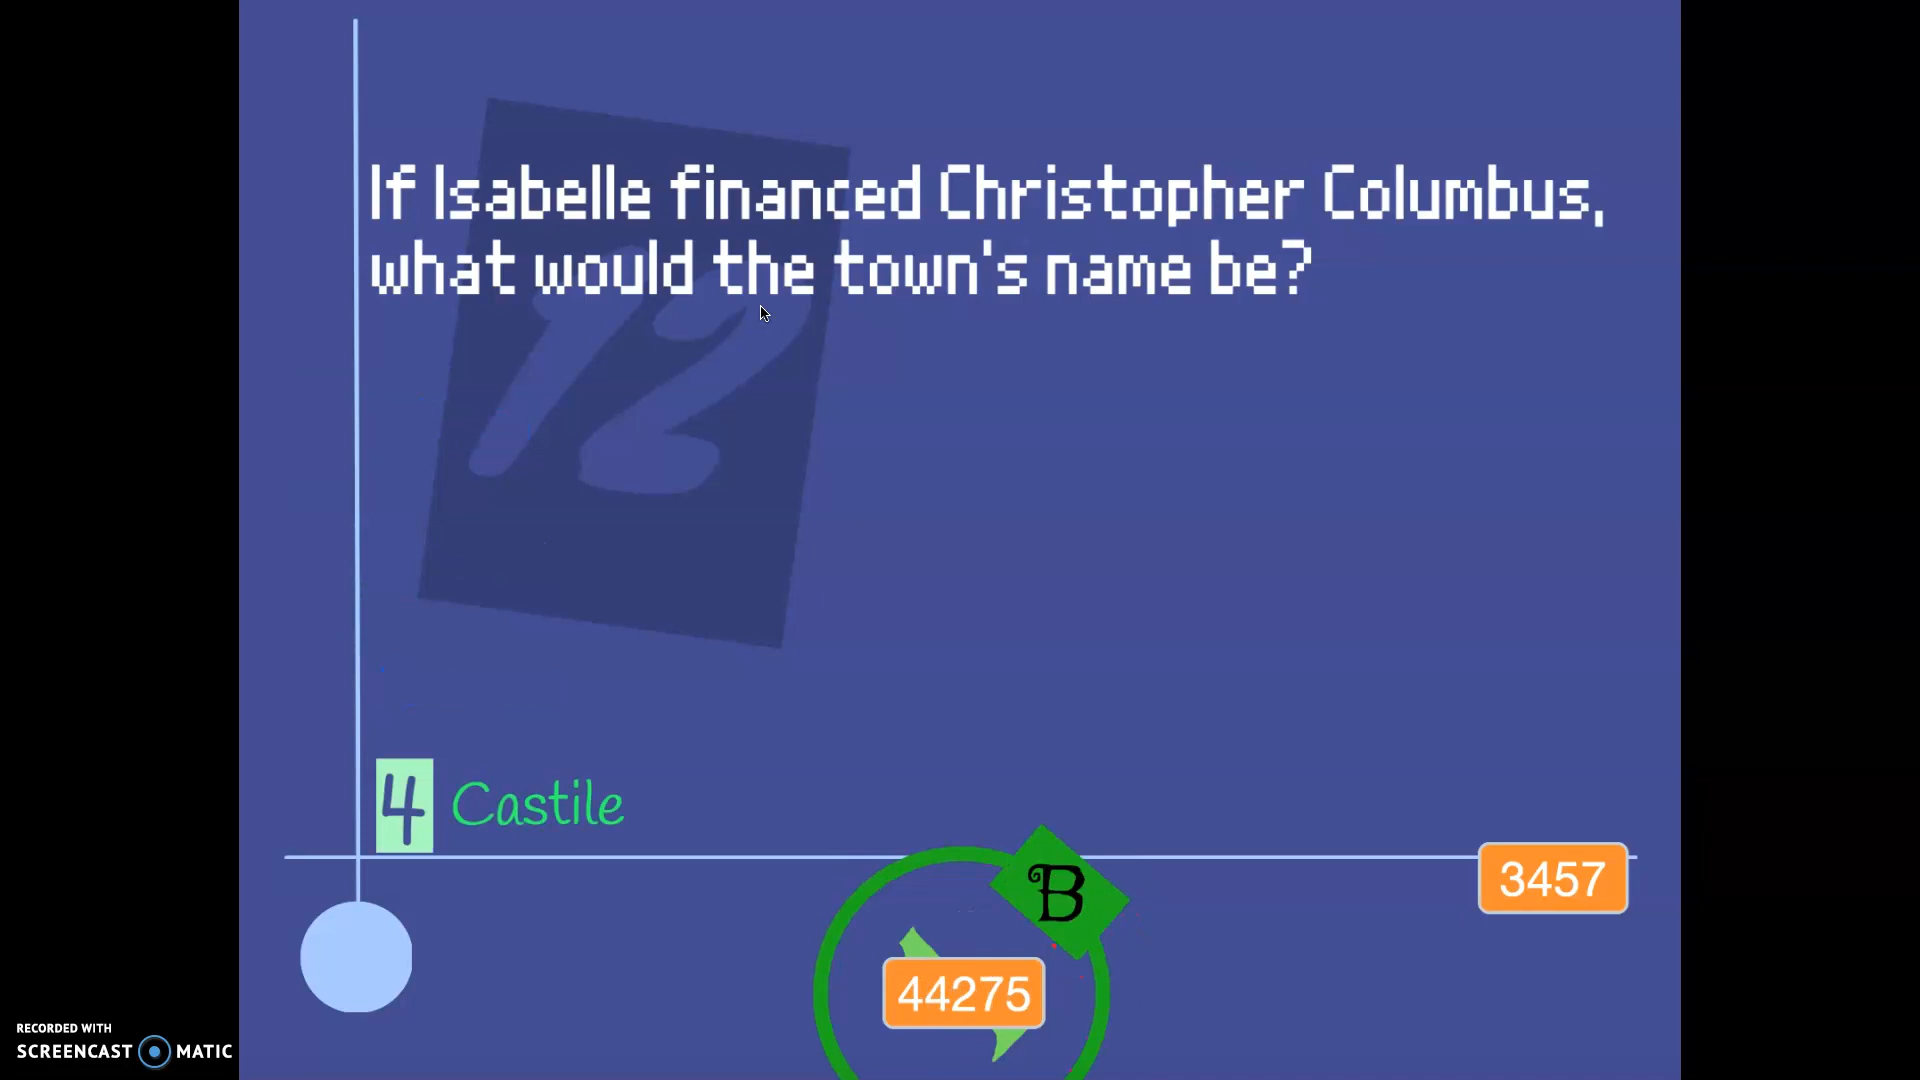 If Isabelle financed Christopher Columbus,
what would the town's name be?
12
4 Castile
B
3457
44275
RECORDED WITH
SCREENCAST MATIC